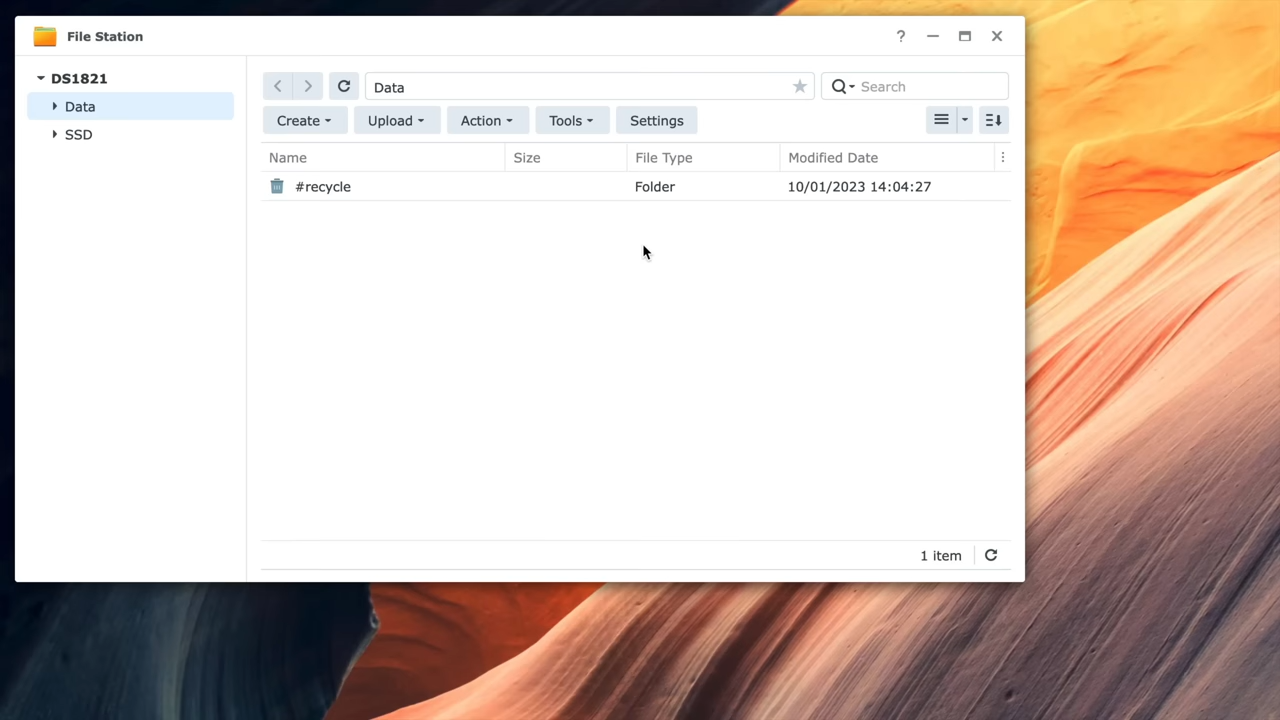 File Station
?
DS1821
Data
SSD
Data
Search
Create Upload Action Tools Settings
Name Size File Type Modified Date
#recycle Folder 10/01/2023 14:04:27
1 item